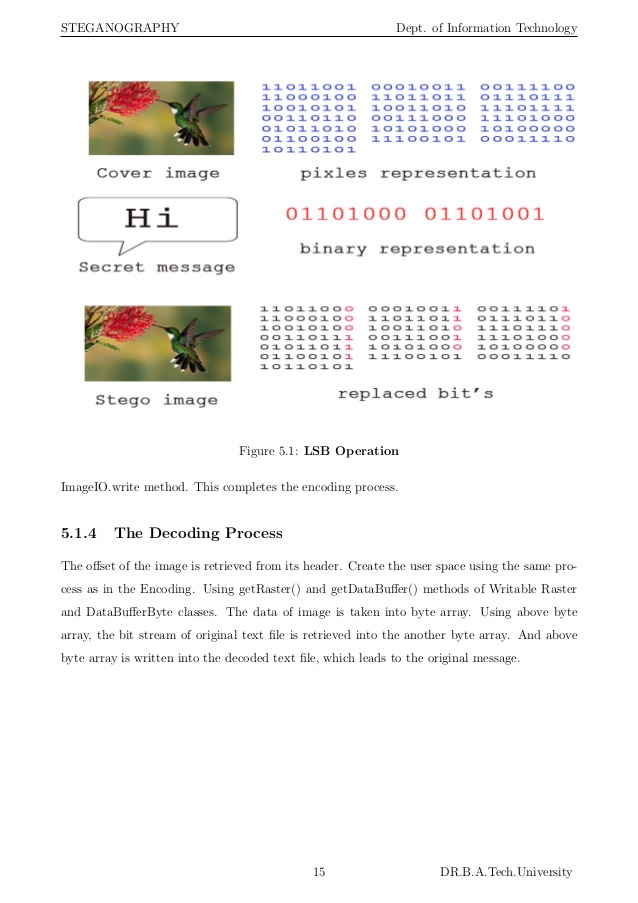 STEGANOGRAPHY Dept. of Information Technology
11011001 00010011 00111100
11000100 11011011 01101111
10010101 10011011 11101111
00110110 00111000 11101000
01011010 10101000 10100000
01100100 11100101 00011110
10110101
Cover image pixles representation
Hi
01101000 01101001
binary representation
Secret message
11011000 00010011 00111101
11000100 11011011 01110110
10010100 10011010 11101110
00110111 00111001 11101000
01011011 10101000 10100000
01100101 11100101 00011110
10110101
replaced bit's
Stego image
Figure 5.1: LSB Operation
ImageIO.write method. This completes the encoding process.
5.1.4 The Decoding Process
The offset of the image is retrieved from its header. Create the user space using the same pro-
cess as in the Encoding. Using getRaster() and getDataBuffer() methods of Writable Raster
and DataBufferByte classes. The data of image is taken into byte array. Using above byte
array, the bit stream of original text file is retrieved into the another byte array. And above
byte array is written into the decoded text file, which leads to the original message.
15 DR.B.A.Tech.University